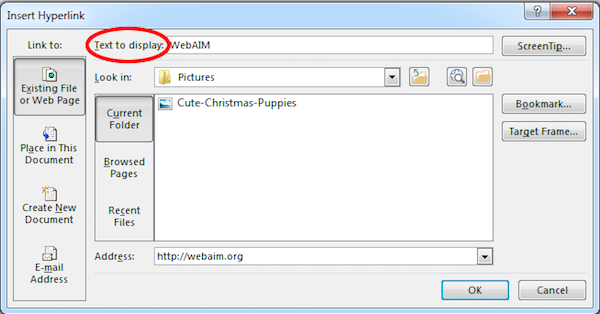 Insert Hyperlink
?
Link to:
Text to display: WebAIM
ScreenTip...
Existing File
or Web Page
Look in:
Pictures
Current
Folder
Cute-Christmas-Puppies
Bookmark...
Place in This
Document
Target Frame...
Browsed
Pages
Create New
Document
Recent
Files
E-mail
Address
Address:
http://webaim.org
OK
Cancel